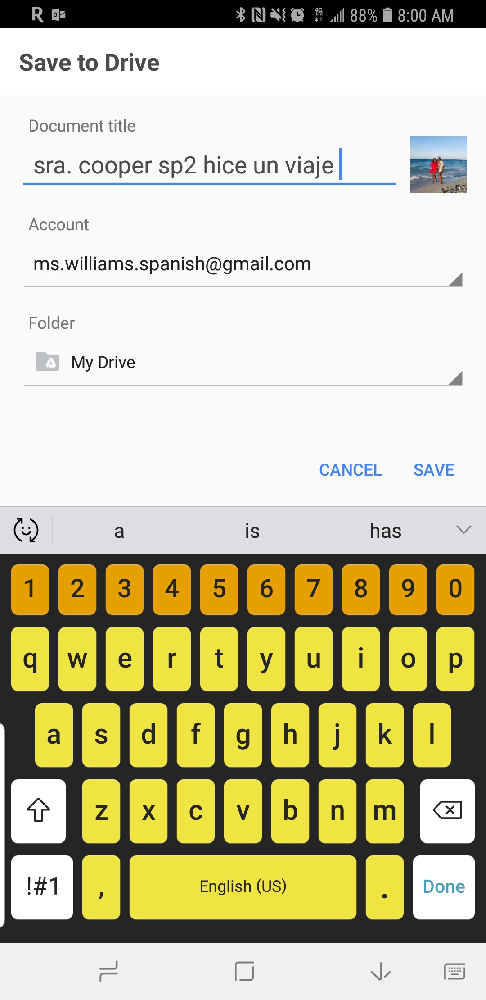 R
4G LTE 88% 8:00 AM
Save to Drive
Document title
sra. cooper sp2 hice un viaje
Account
ms.williams.spanish@gmail.com
Folder
My Drive
CANCEL SAVE
a is has
1 2 3 4 5 6 7 8 9 0
q w e r t y u i o p
a s d f g h j k l
z x c v b n m
!#1 , English (US) . Done